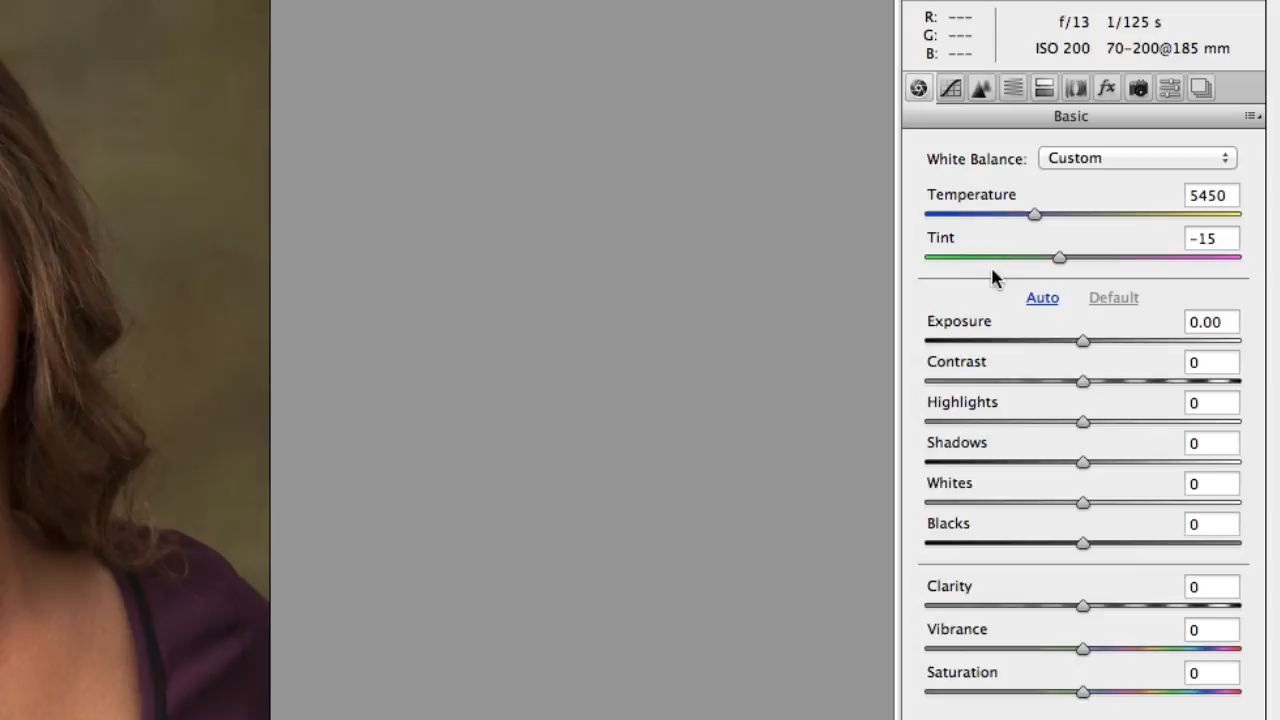 R: ---
G: ---
B: ---
f/13 1/125 s
ISO 200 70-200@185 mm
fx
Basic
White Balance: Custom
Temperature 5450
Tint -15
Auto Default
Exposure 0.00
Contrast 0
Highlights 0
Shadows 0
Whites 0
Blacks 0
Clarity 0
Vibrance 0
Saturation 0